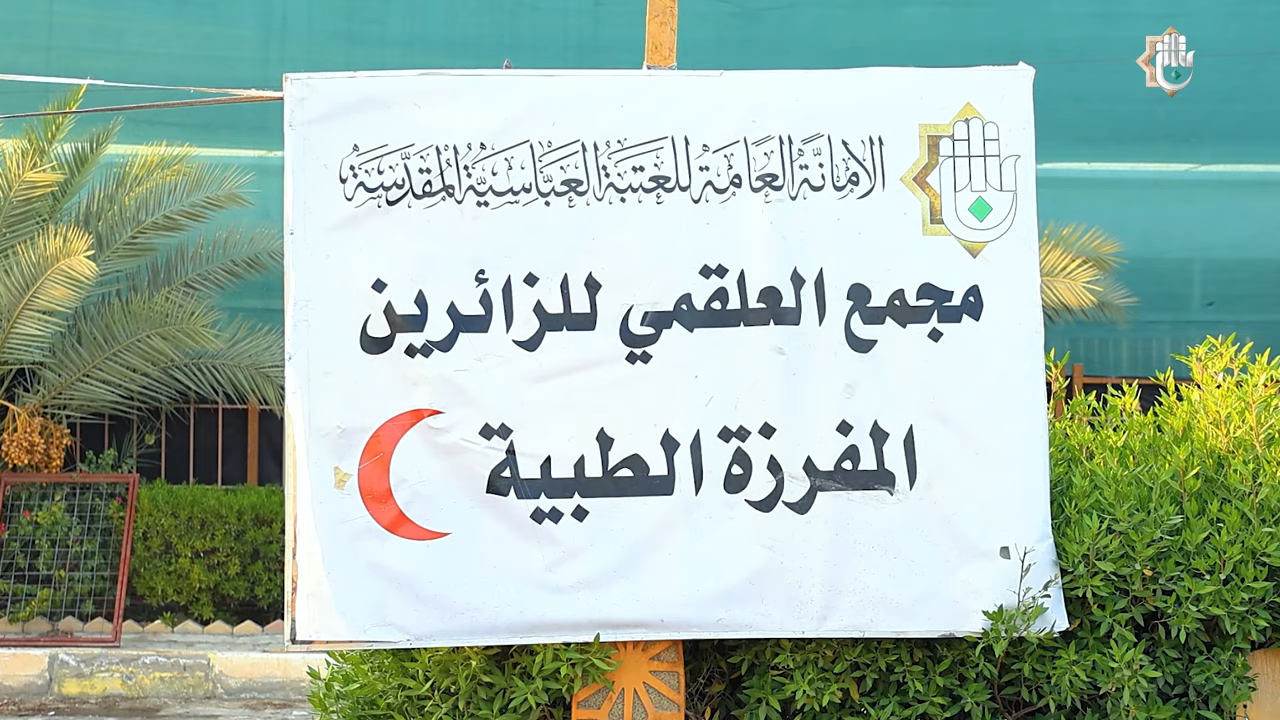 الامانة العامة للعتبة العباسية المقدسة
مجمع العلقمي للزائرين
المفرزة الطبية